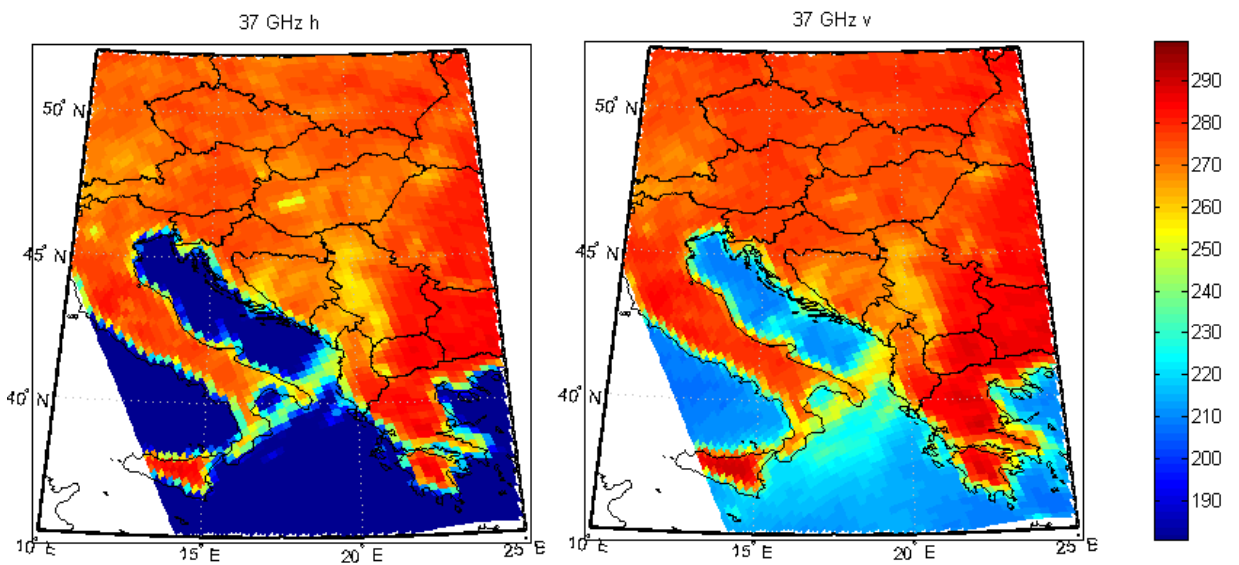 37 GHz h
37 GHz v
50° N
45° N
40° N
10° E
15° E
20° E
25° E
50° N
45° N
40° N
10° E
15° E
20° E
25° E
290
280
270
260
250
240
230
220
210
200
190